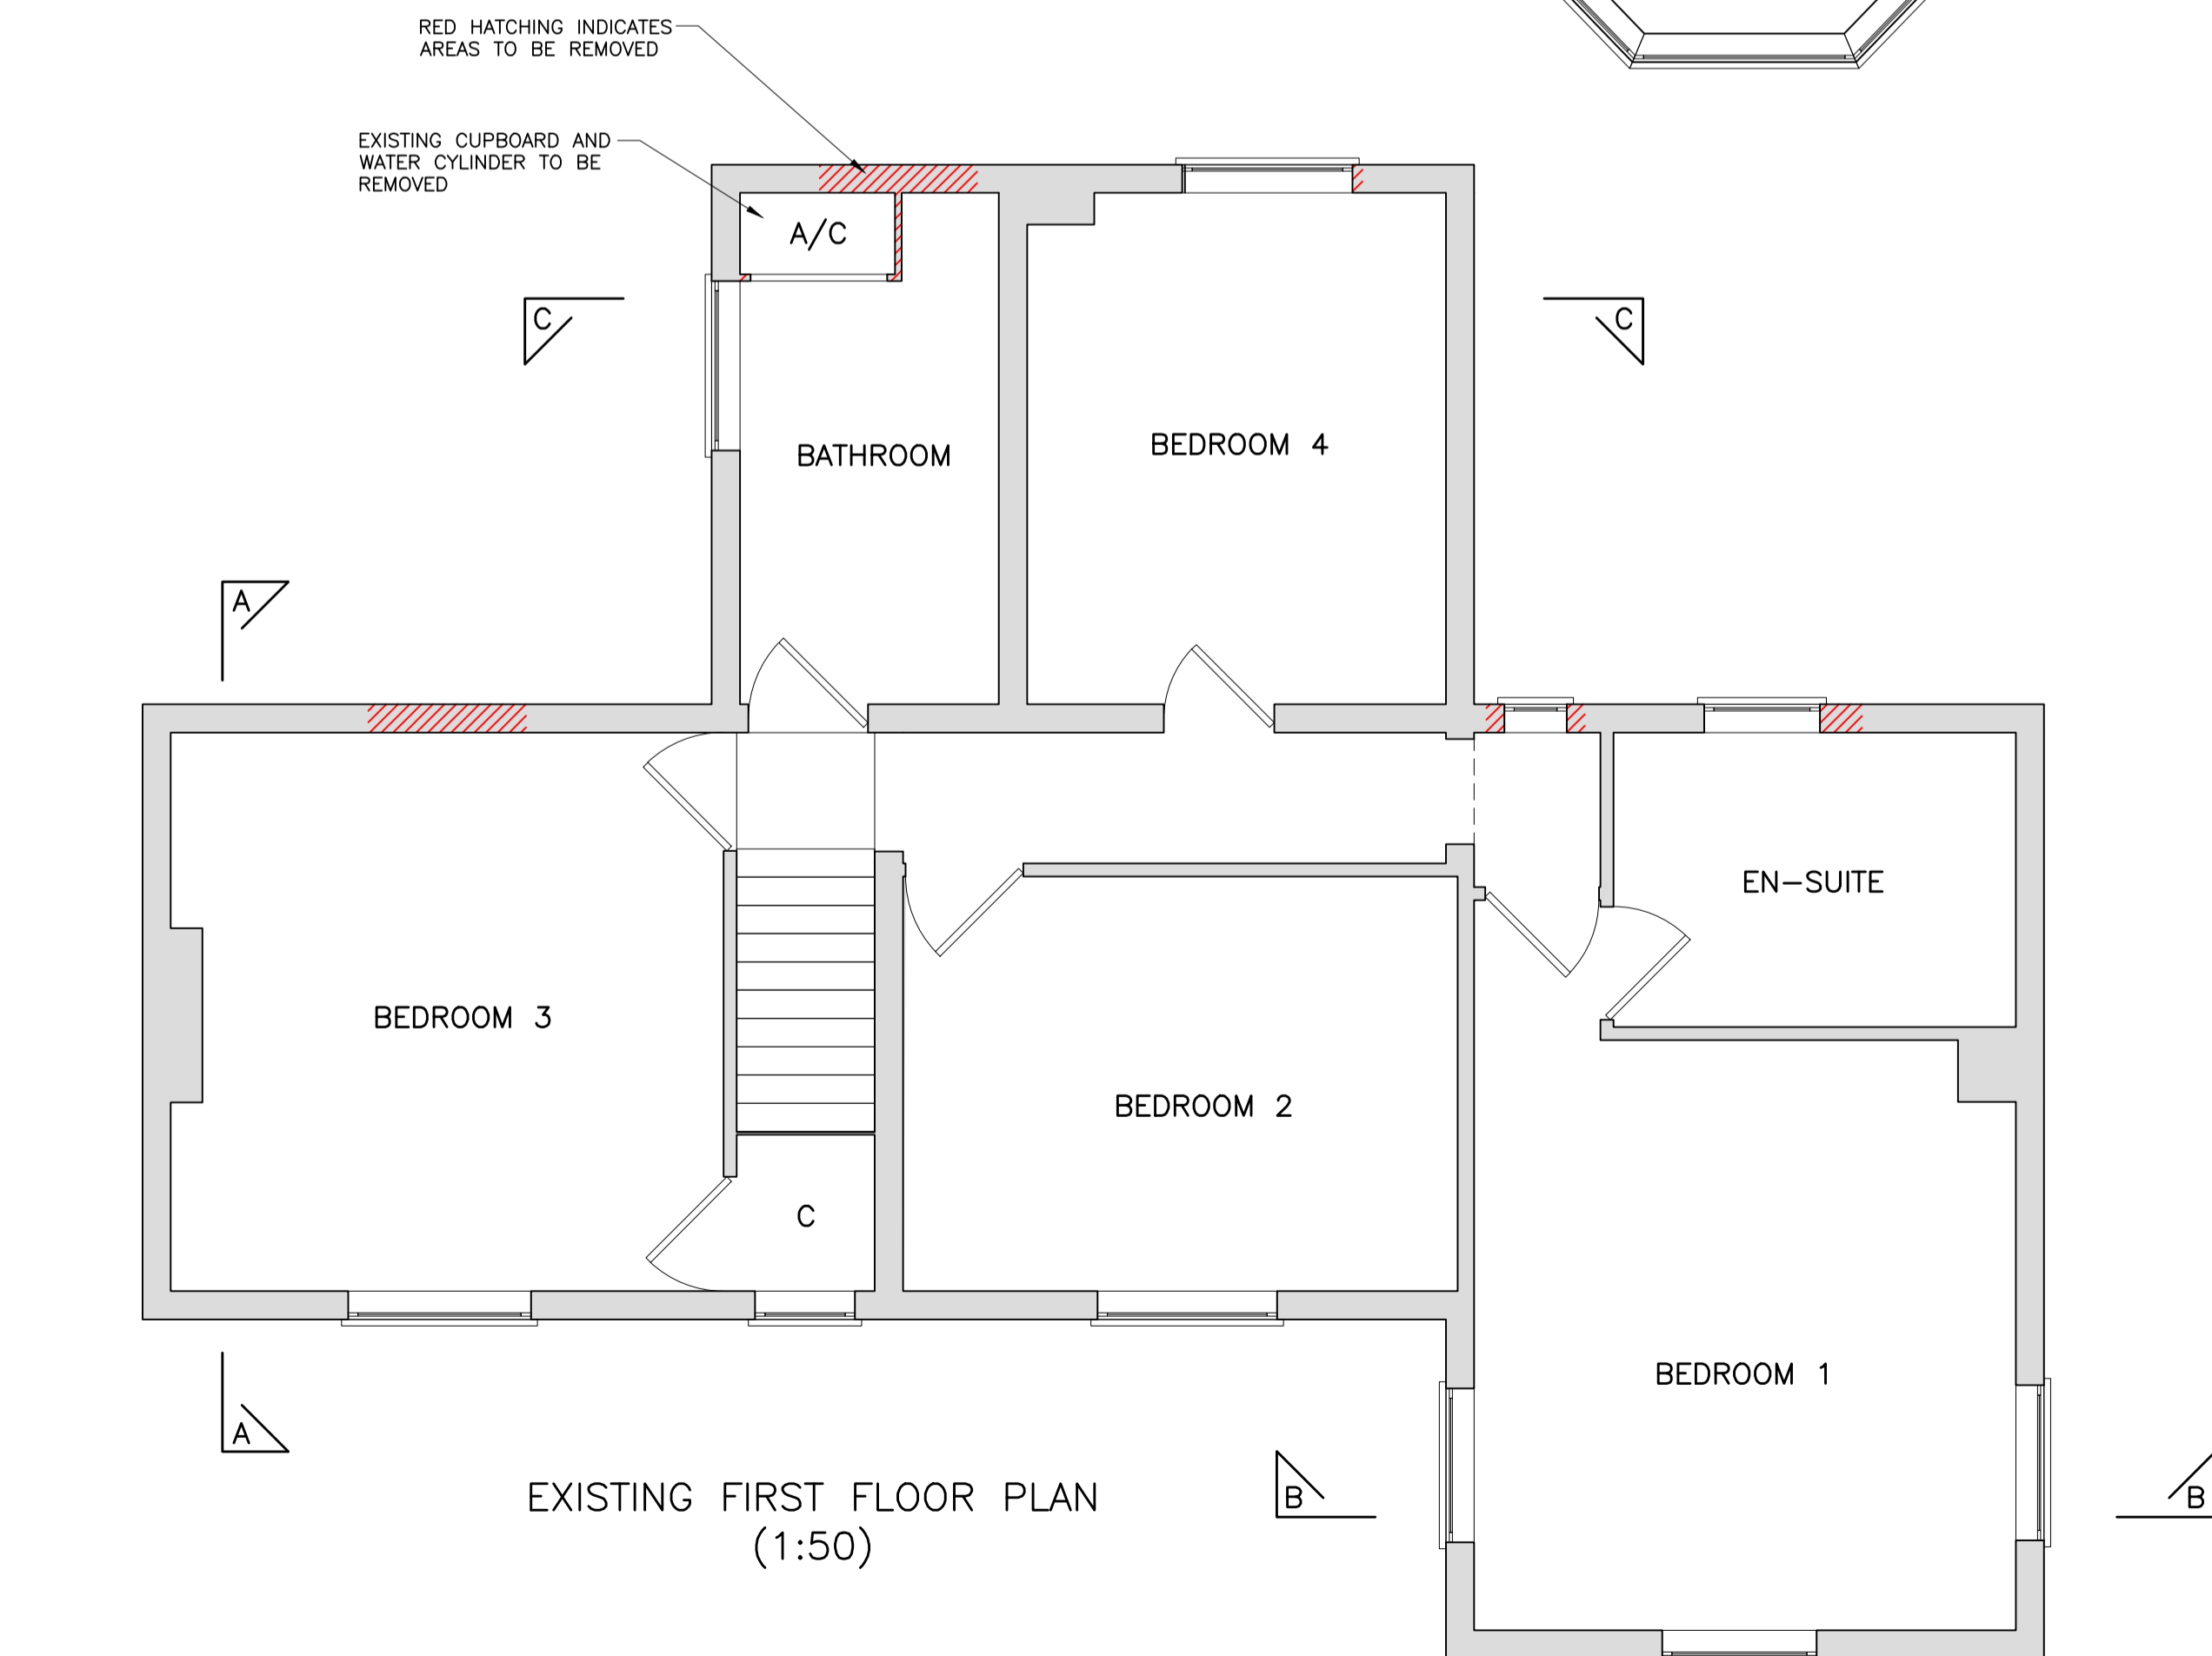 RED HATCHING INDICATES
AREAS TO BE REMOVED
EXISTING CUPBOARD AND
WATER CYLINDER TO BE
REMOVED
A/C
C
C
BATHROOM
BEDROOM 4
A
EN-SUITE
BEDROOM 3
BEDROOM 2
C
BEDROOM 1
A
B
B
EXISTING FIRST FLOOR PLAN
(1:50)